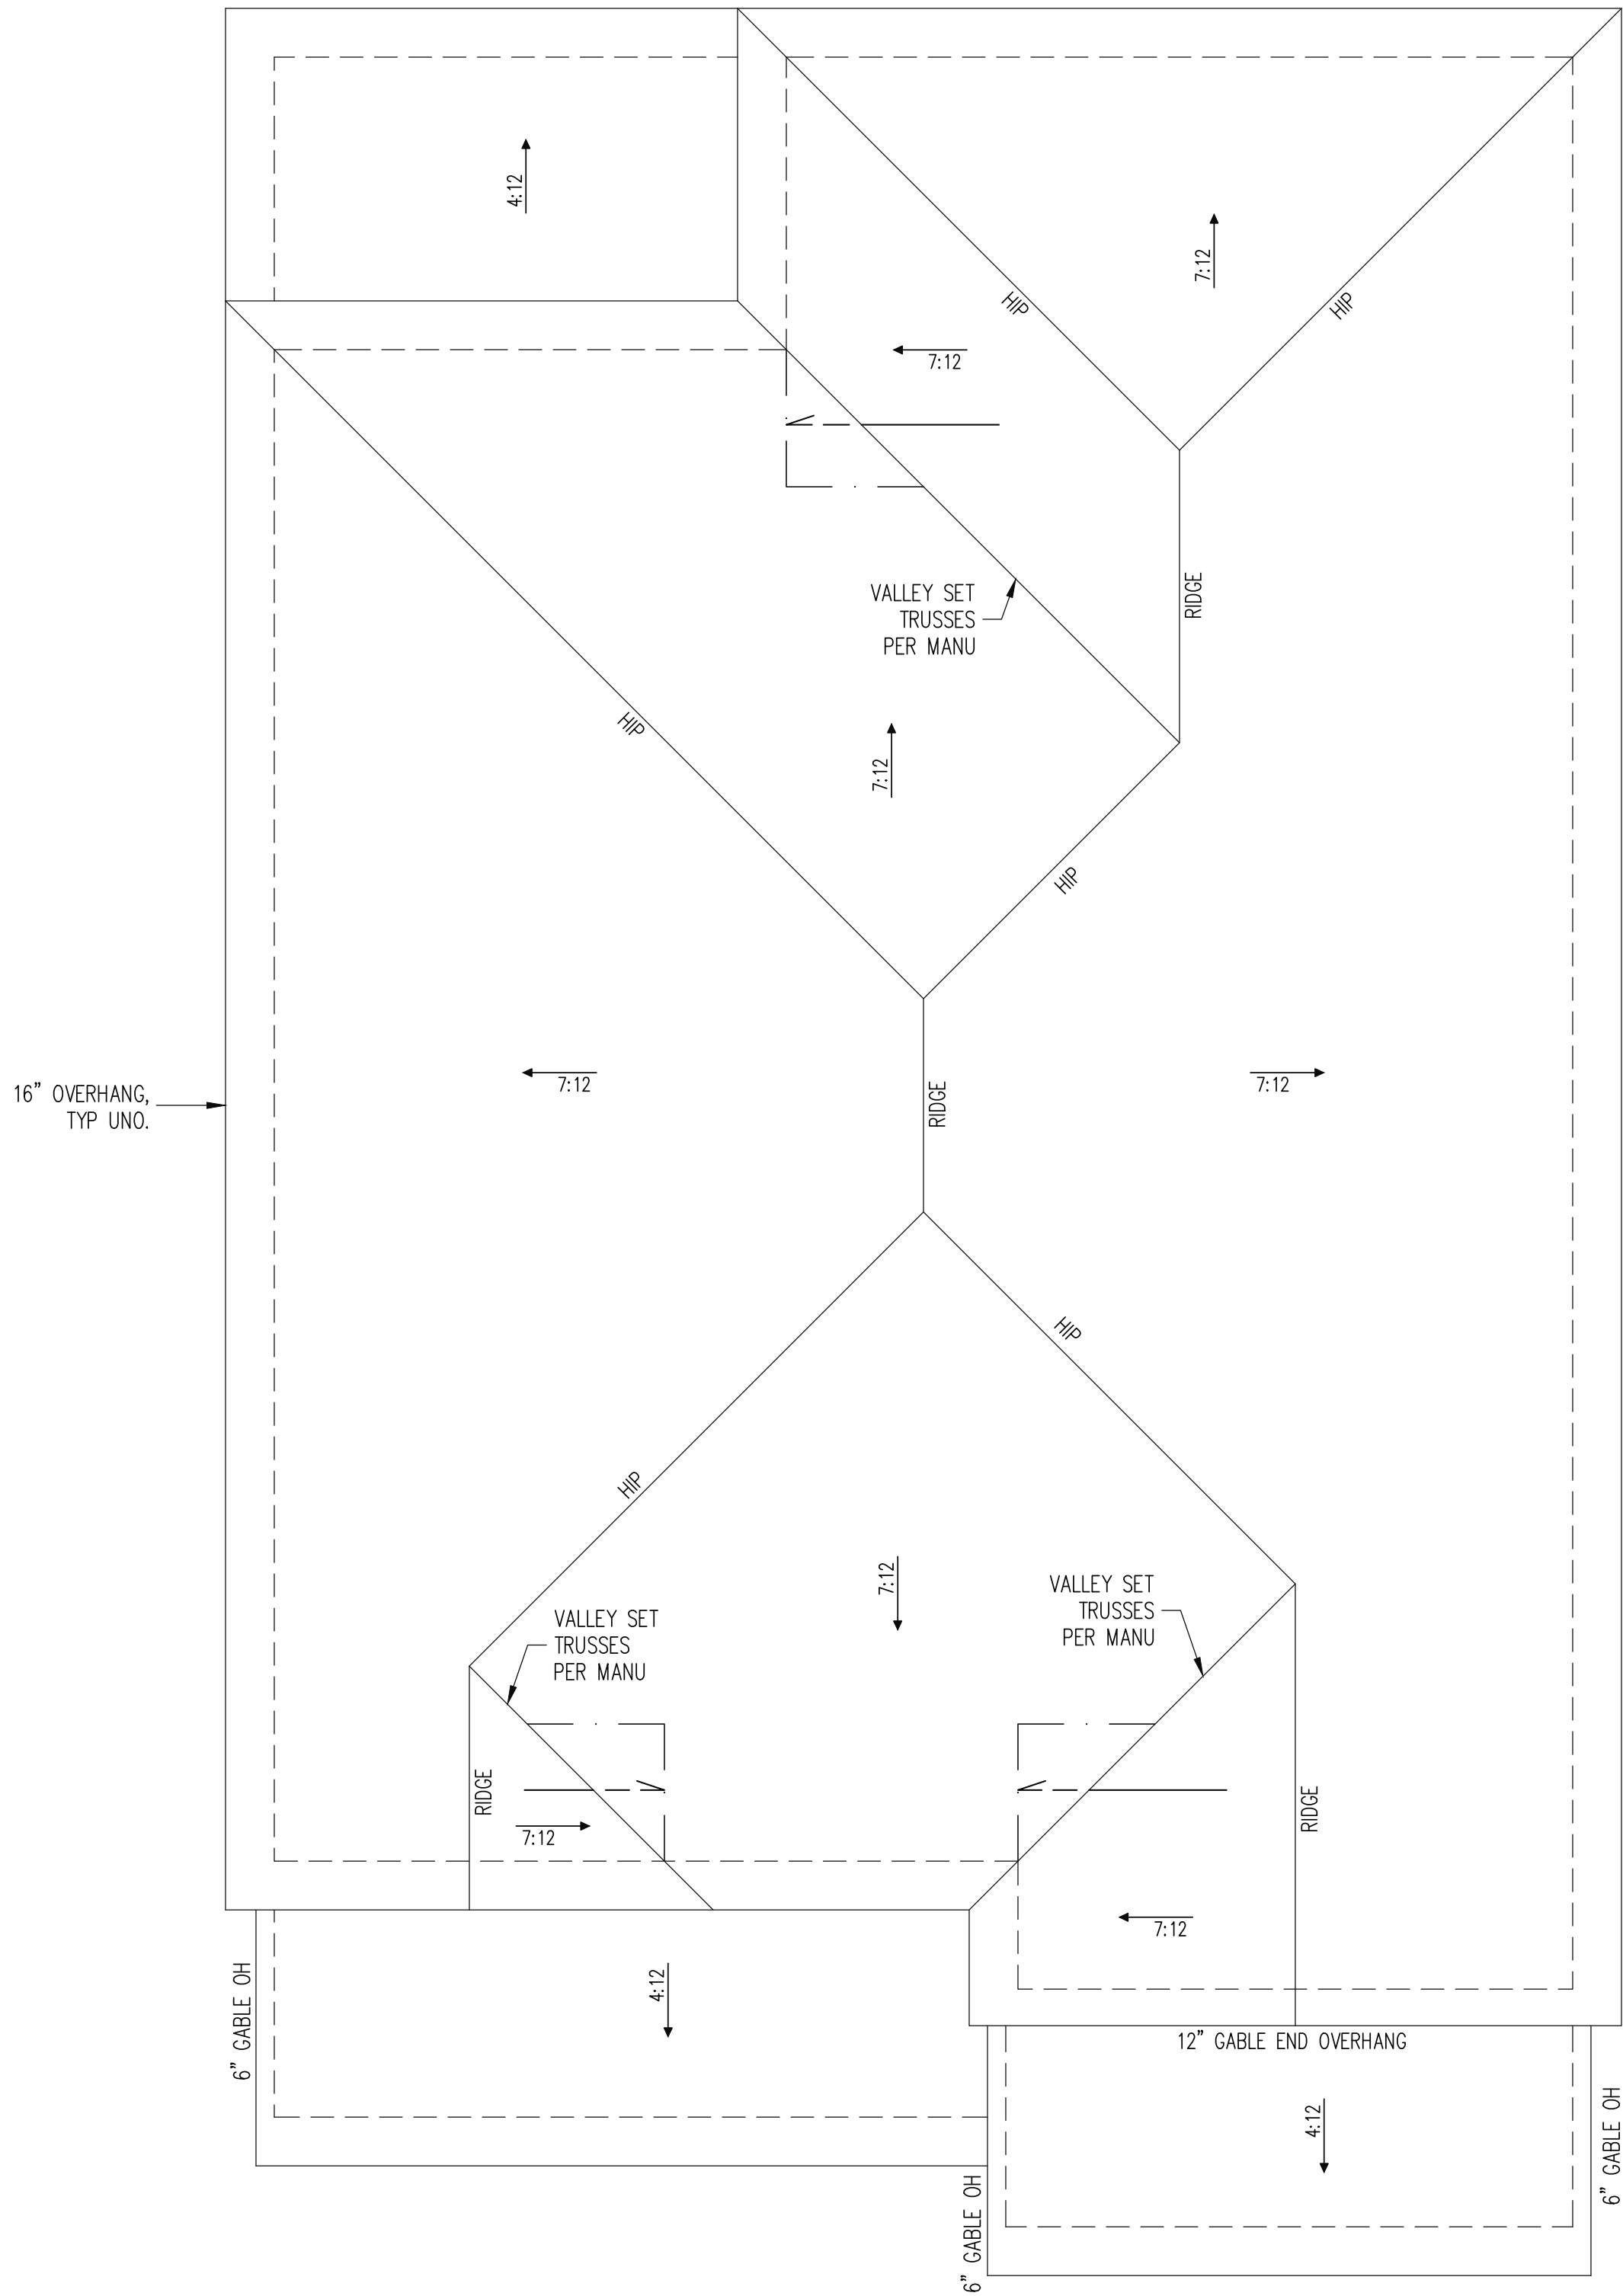 4:12
7:12
HIP
HIP
7:12
VALLEY SET
TRUSSES
PER MANU
RIDGE
HIP
7:12
HIP
16” OVERHANG,
TYP UNO.
7:12
RIDGE
7:12
HIP
HIP
7:12
VALLEY SET
TRUSSES
PER MANU
VALLEY SET
TRUSSES
PER MANU
RIDGE
7:12
RIDGE
7:12
6” GABLE OH
4:12
12” GABLE END OVERHANG
4:12
6” GABLE OH
6” GABLE OH